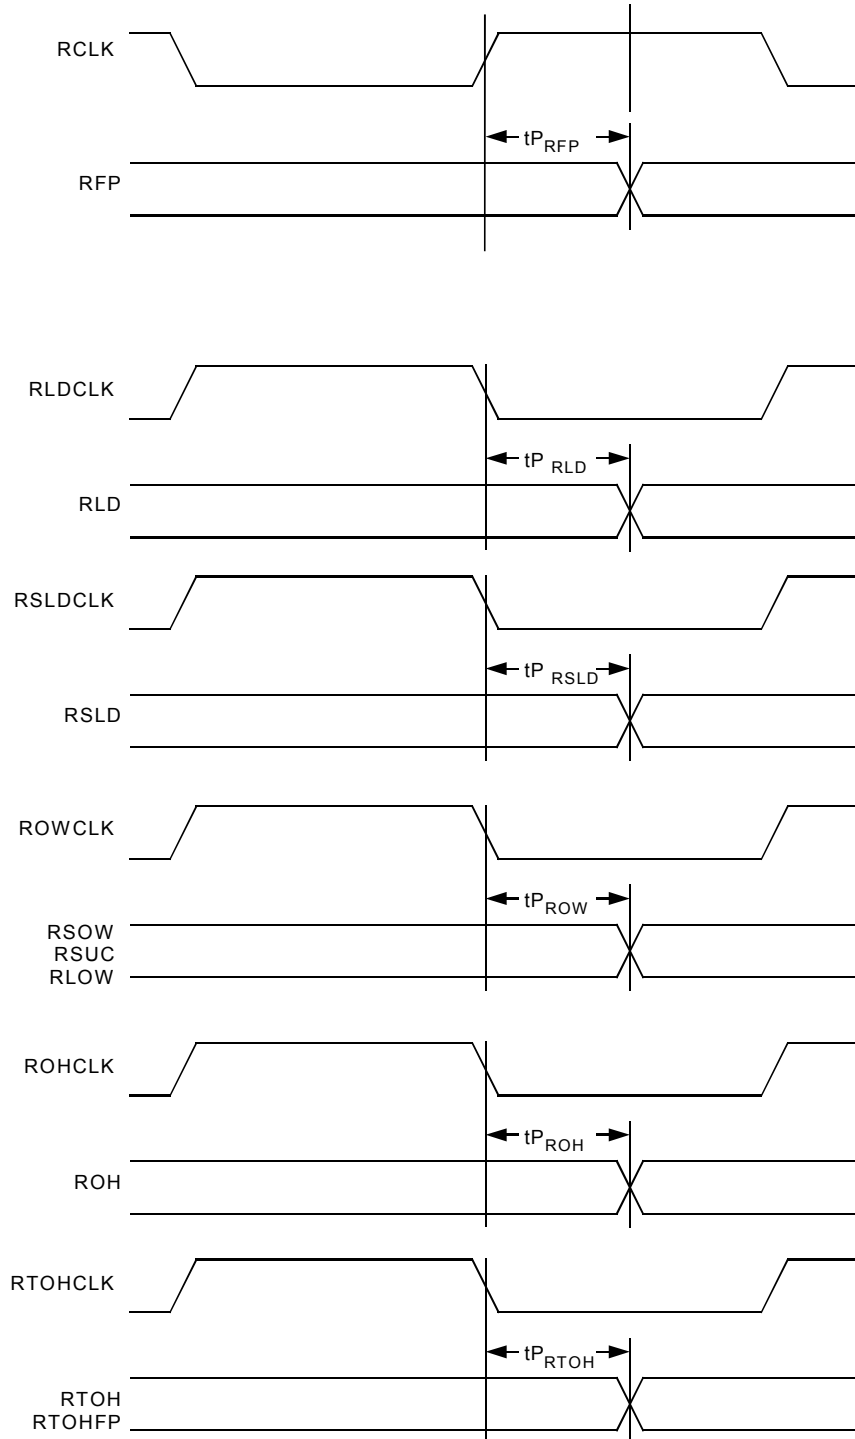 RCLK
tPRFP
RFP
RLDCLK
tP RLD
RLD
RSLDCLK
tP RSLD
RSLD
ROWCLK
tPROW
RSOW
RSUC
RLOW
ROHCLK
tPROH
ROH
RTOHCLK
tPRTOH
RTOH
RTOHFP